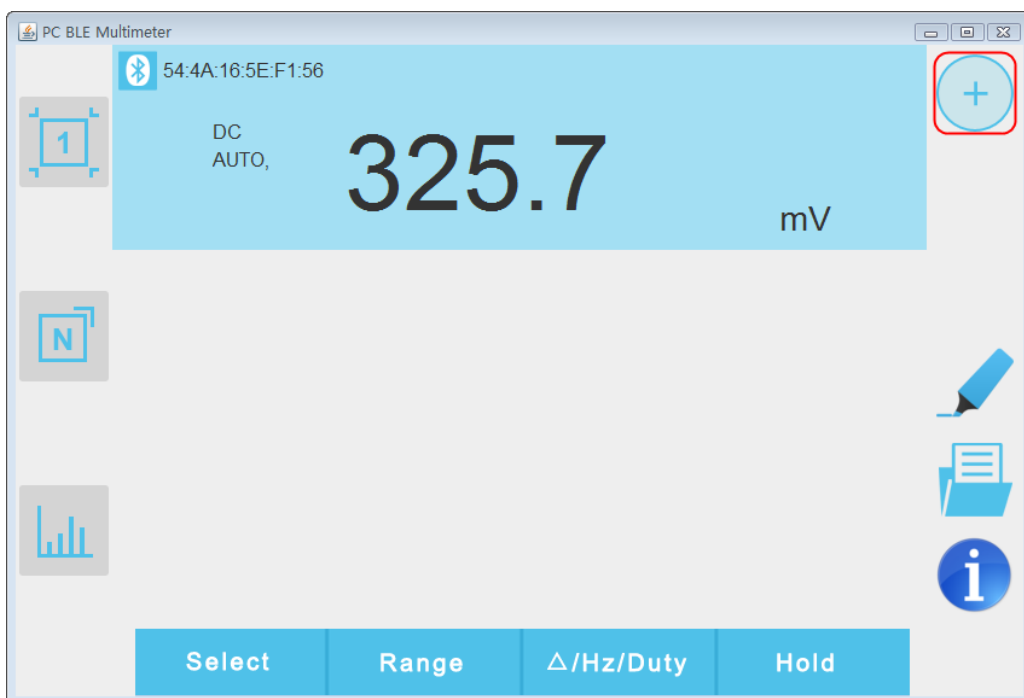 PC BLE Multimeter
54:4A:16:5E:F1:56
DC
AUTO,
325.7
mV
1
N
i
Select
Range
△/Hz/Duty
Hold